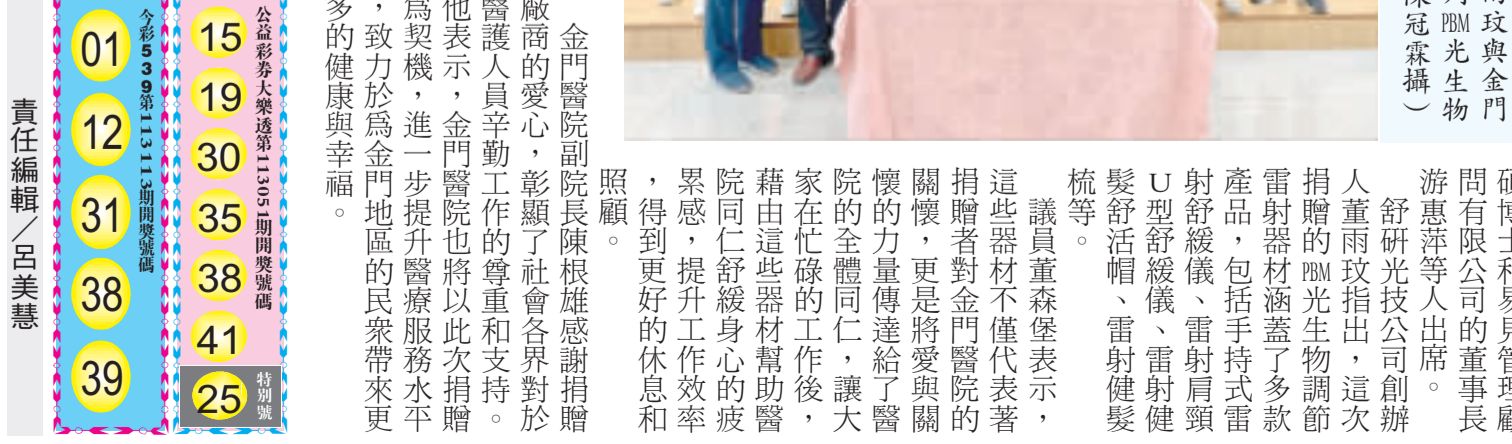 雨玟與金門
PBM光生物
陳冠霖攝）
問有限公司的董事長
游惠萍等人出席。
舒研光技公司創辦
人董雨玟指出，這次
捐贈的PBM光生物調節
雷射器材涵蓋了多款
產品，包括手持式雷
射舒緩儀、雷射肩頸
U型舒緩儀、雷射健
髮舒活帽、雷射健髮
梳等。
議員董森堡表示，
這些器材不僅代表著
捐贈者對金門醫院的
關懷，更是將愛與關
懷的力量傳達給了醫
院的全體同仁，讓大
家在忙碌的工作後，
藉由這些器材幫助醫
院同仁舒緩身心的疲
累感，提升工作效率
，得到更好的休息和
照顧。
金門醫院副院長陳根雄感謝捐贈
廠商的愛心，彰顯了社會各界對於
醫護人員辛勤工作的尊重和支持。
他表示，金門醫院也將以此次捐贈
為契機，進一步提升醫療服務水平
，致力於為金門地區的民眾帶來更
多的健康與幸福。
公益彩券大樂透第113051期開獎號碼
15
19
30
35
38
41
25
特別號
今彩539第113113期開獎號碼
01
12
31
38
39
責任編輯／呂美慧